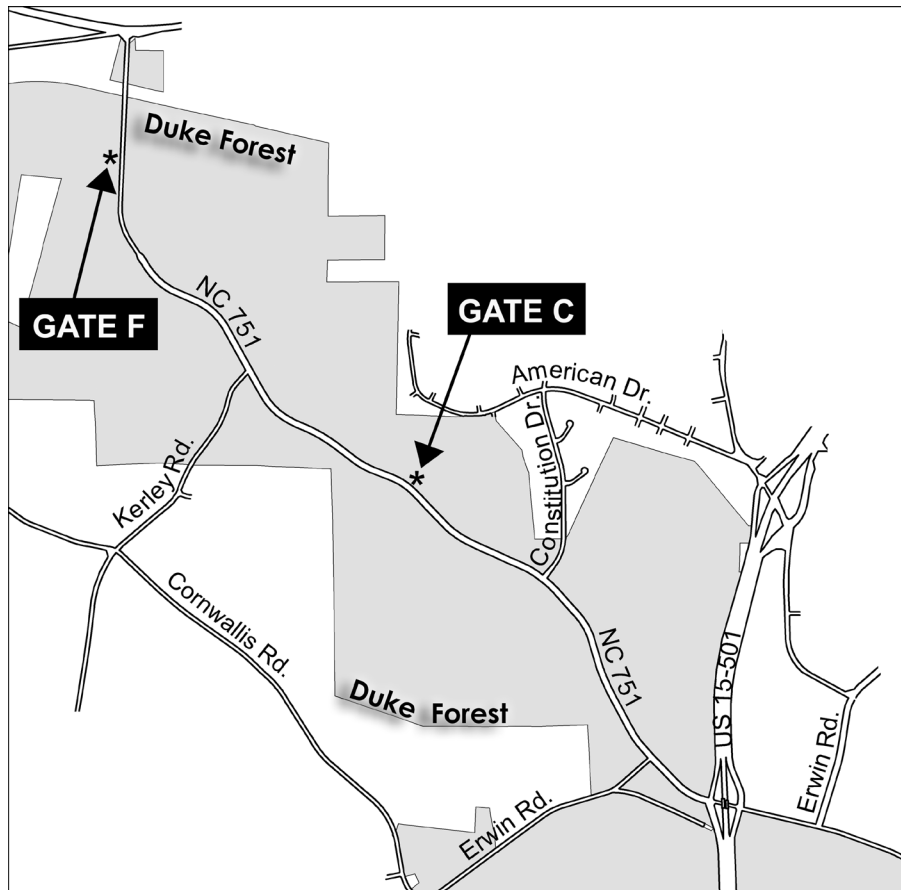 Duke Forest
GATE F
NC 751
GATE C
American Dr.
Constitution Dr.
Kerley Rd.
Cornwallis Rd.
NC 751
US 15-501
Duke Forest
Erwin Rd.
Erwin Rd.
*
*